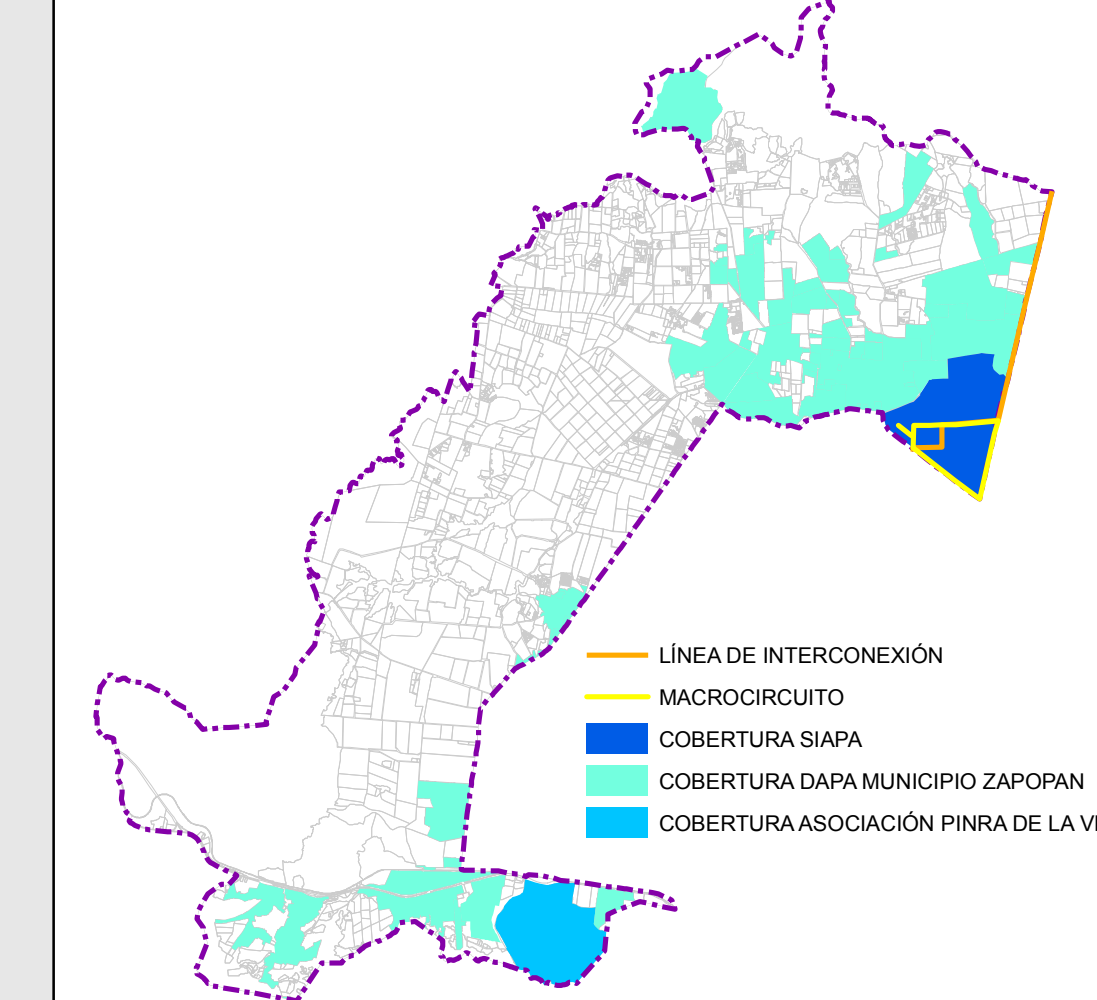 LÍNEA DE INTERCONEXIÓN
MACROCIRCUITO
COBERTURA SIAPA
COBERTURA DAPA MUNICIPIO ZAPOPAN
COBERTURA ASOCIACIÓN PINRA DE LA